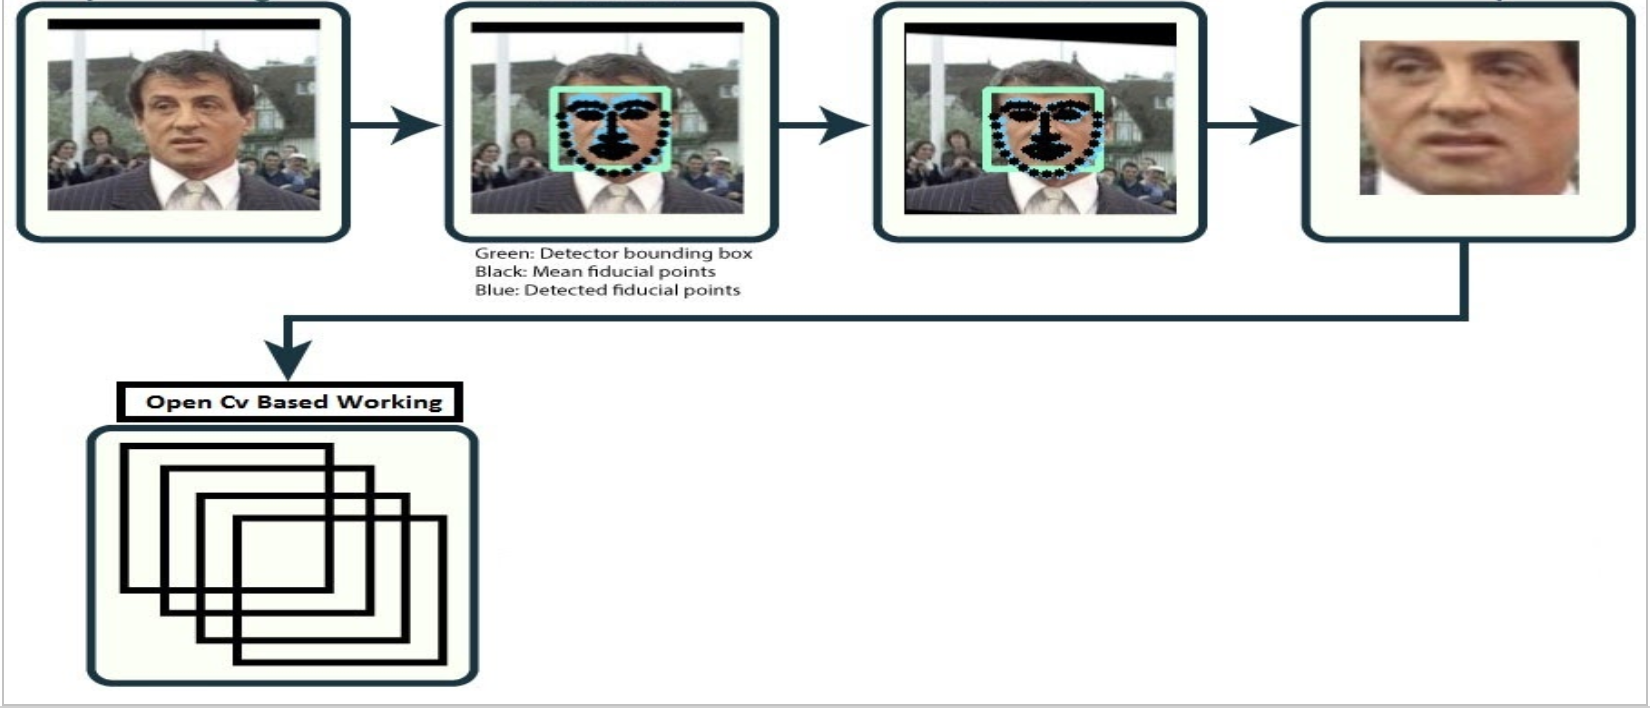 Green: Detector bounding box
Black: Mean fiducial points
Blue: Detected fiducial points
Open Cv Based Working